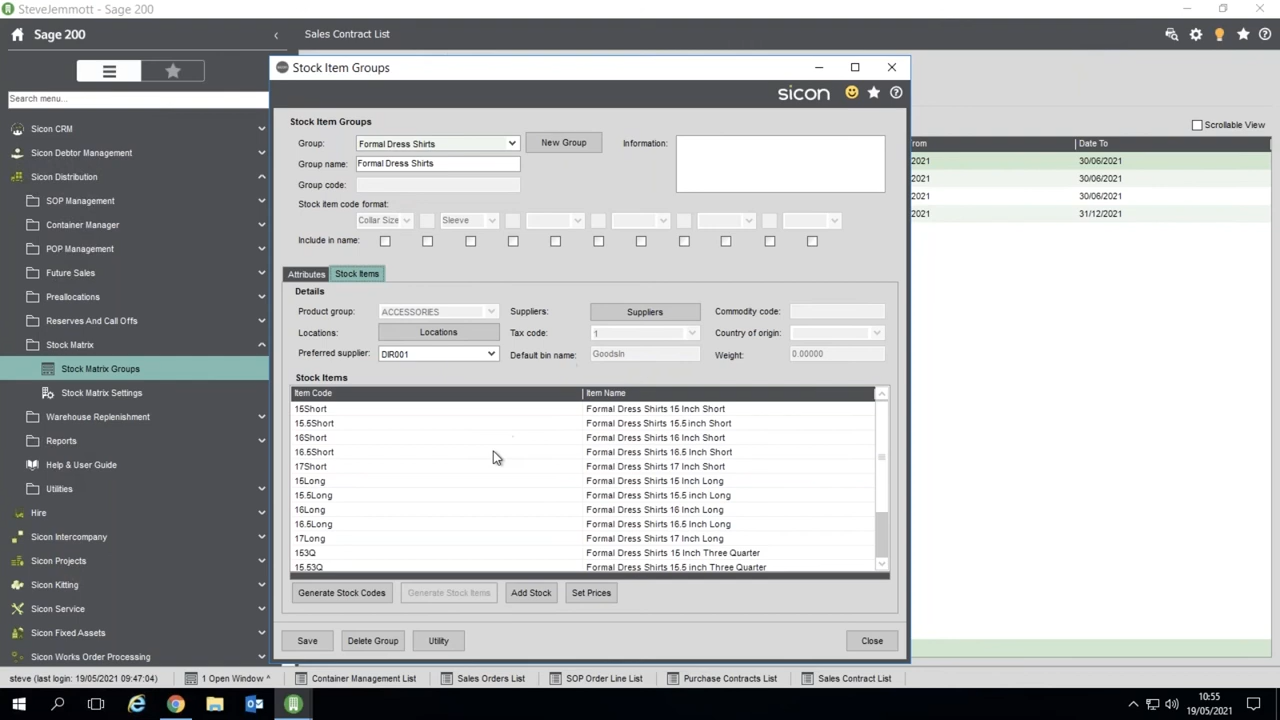 SteveJemmott - Sage 200
Sage 200
Sales Contract List
Search menu...
Sicon CRM
Sicon Debtor Management
Sicon Distribution
SOP Management
Container Manager
POP Management
Future Sales
Preallocations
Reserves And Call Offs
Stock Matrix
Stock Matrix Groups
Stock Matrix Settings
Warehouse Replenishment
Reports
Help & User Guide
Utilities
Hire
Sicon Intercompany
Sicon Projects
Sicon Kitting
Sicon Service
Sicon Fixed Assets
Sicon Works Order Processing
Stock Item Groups
sicon
Stock Item Groups
Group: Formal Dress Shirts New Group Information:
Group name: Formal Dress Shirts
Group code:
Stock item code format:
Collar Size Sleeve
Include in name:
Attributes Stock Items
Details
Product group: ACCESSORIES Suppliers: Suppliers Commodity code:
Locations: Locations Tax code: 1 Country of origin:
Preferred supplier: DIR001 Default bin name: GoodsIn Weight: 0.00000
Stock Items
Item Code Item Name
15Short Formal Dress Shirts 15 Inch Short
15.5Short Formal Dress Shirts 15.5 inch Short
16Short Formal Dress Shirts 16 Inch Short
16.5Short Formal Dress Shirts 16.5 Inch Short
17Short Formal Dress Shirts 17 Inch Short
15Long Formal Dress Shirts 15 Inch Long
15.5Long Formal Dress Shirts 15.5 inch Long
16Long Formal Dress Shirts 16 Inch Long
16.5Long Formal Dress Shirts 16.5 Inch Long
17Long Formal Dress Shirts 17 Inch Long
153Q Formal Dress Shirts 15 Inch Three Quarter
15.53Q Formal Dress Shirts 15.5 inch Three Quarter
Generate Stock Codes Generate Stock Items Add Stock Set Prices
Save Delete Group Utility Close
Scrollable View
rom Date To
2021 30/06/2021
2021 30/06/2021
2021 30/06/2021
2021 31/12/2021
steve (last login: 19/05/2021 09:47:04) 1 Open Window ^ Container Management List Sales Orders List SOP Order Line List Purchase Contracts List Sales Contract List
10:55
19/05/2021